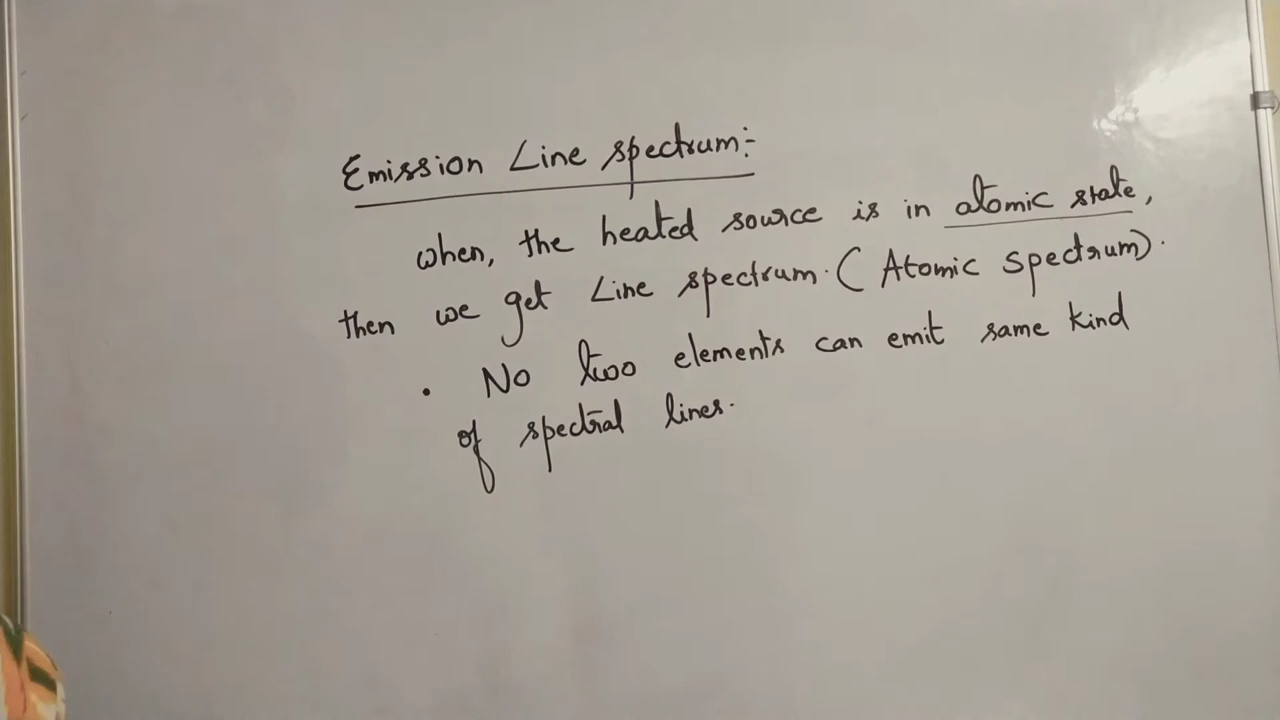 Emission Line spectrum:-
when, the heated source is in atomic state,
then we get Line spectrum. (Atomic spectrum).
. No two elements can emit same kind
of spectral lines.